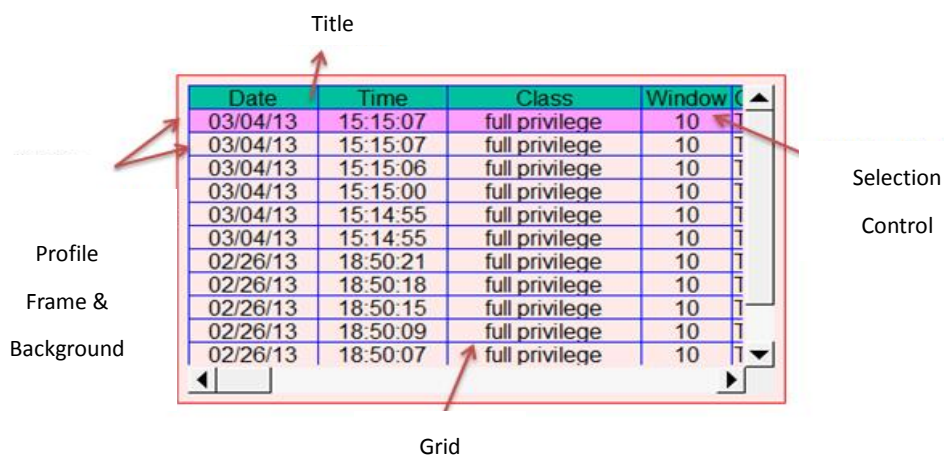 Title
Date Time Class Window
03/04/13 15:15:07 full privilege 10 T
03/04/13 15:15:07 full privilege 10 T
03/04/13 15:15:06 full privilege 10 T
03/04/13 15:15:00 full privilege 10 T
03/04/13 15:14:55 full privilege 10 T
03/04/13 15:14:55 full privilege 10 T
02/26/13 18:50:21 full privilege 10 T
02/26/13 18:50:18 full privilege 10 T
02/26/13 18:50:15 full privilege 10 T
02/26/13 18:50:09 full privilege 10 T
02/26/13 18:50:07 full privilege 10 T
Selection
Control
Profile
Frame &
Background
Grid